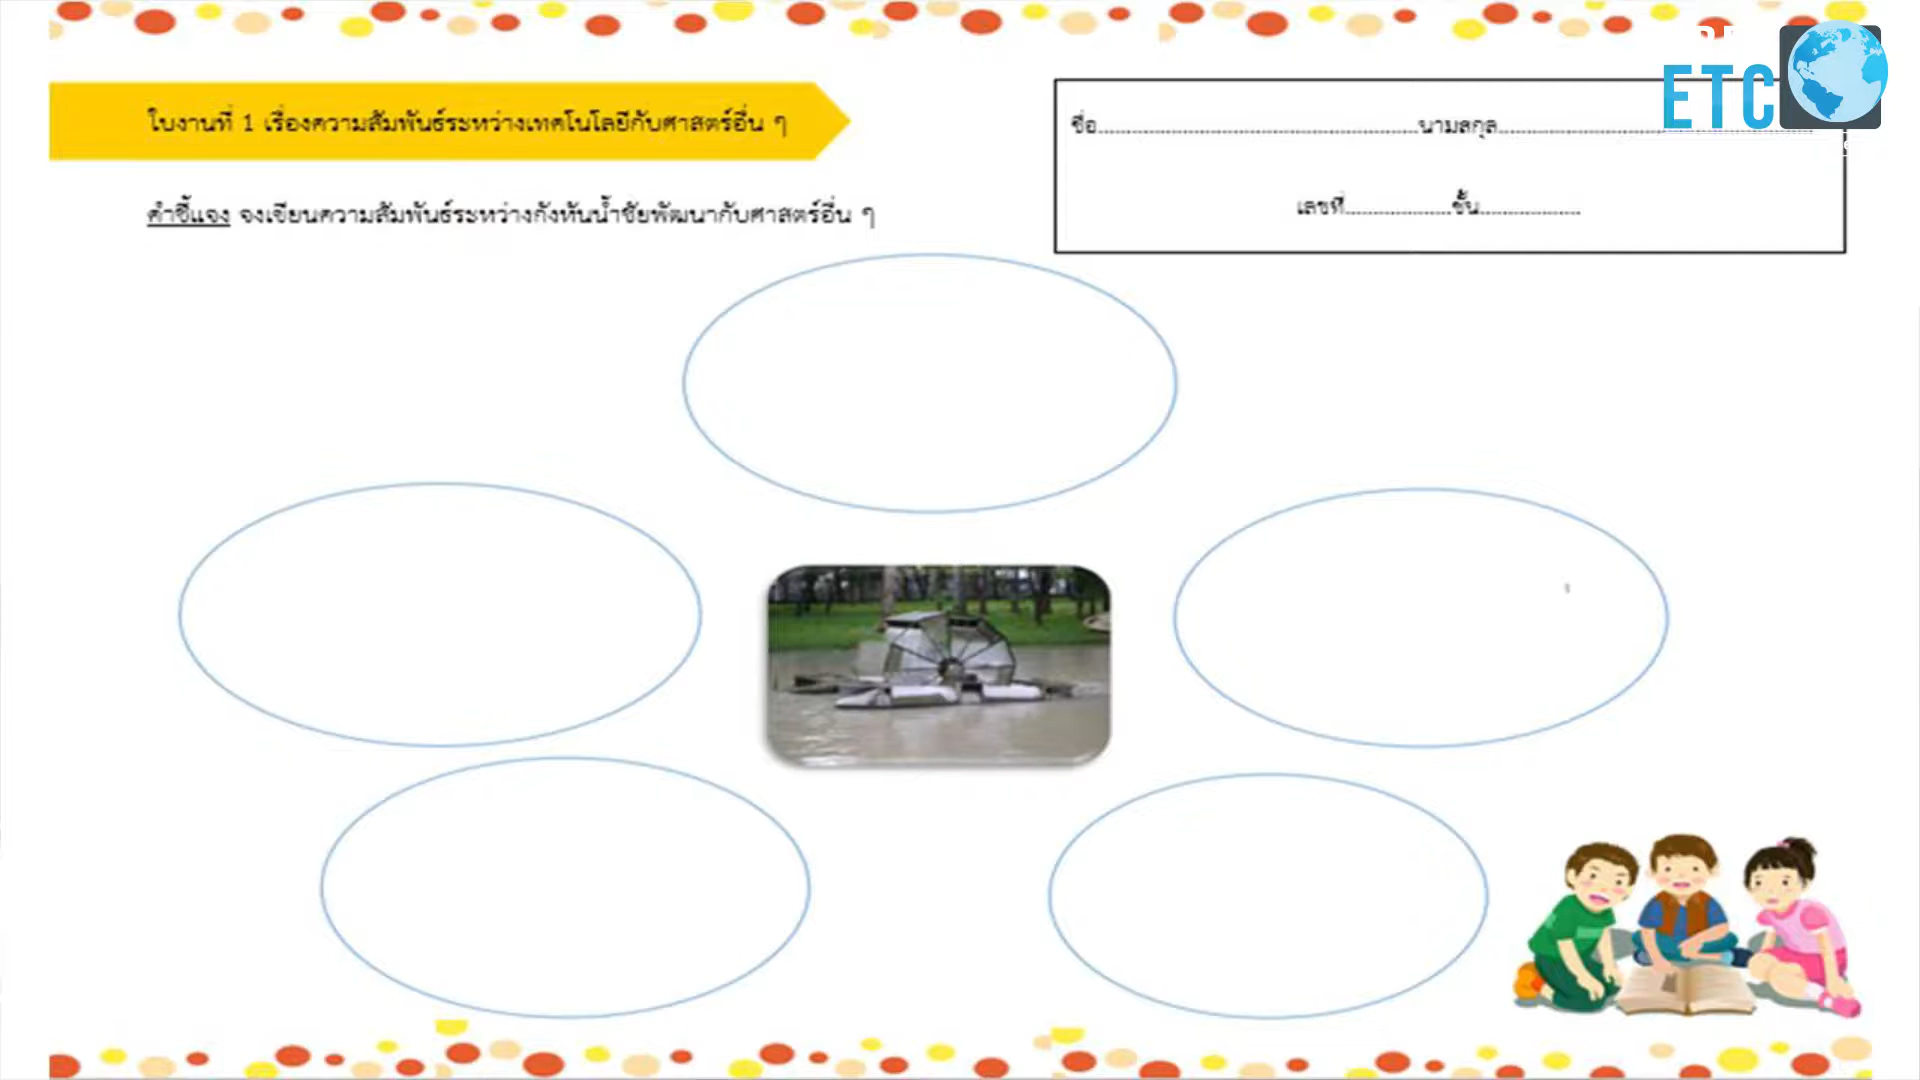 ใบงานที่ 1 เรื่องความสัมพันธ์ระหว่างเทคโนโลยีกับศาสตร์อื่น ๆ
ชื่อ................................................นามสกุล................................................
เลขที่................ชั้น................
คำชี้แจง จงเขียนความสัมพันธ์ระหว่างกังหันน้ำชัยพัฒนากับศาสตร์อื่น ๆ
ETC